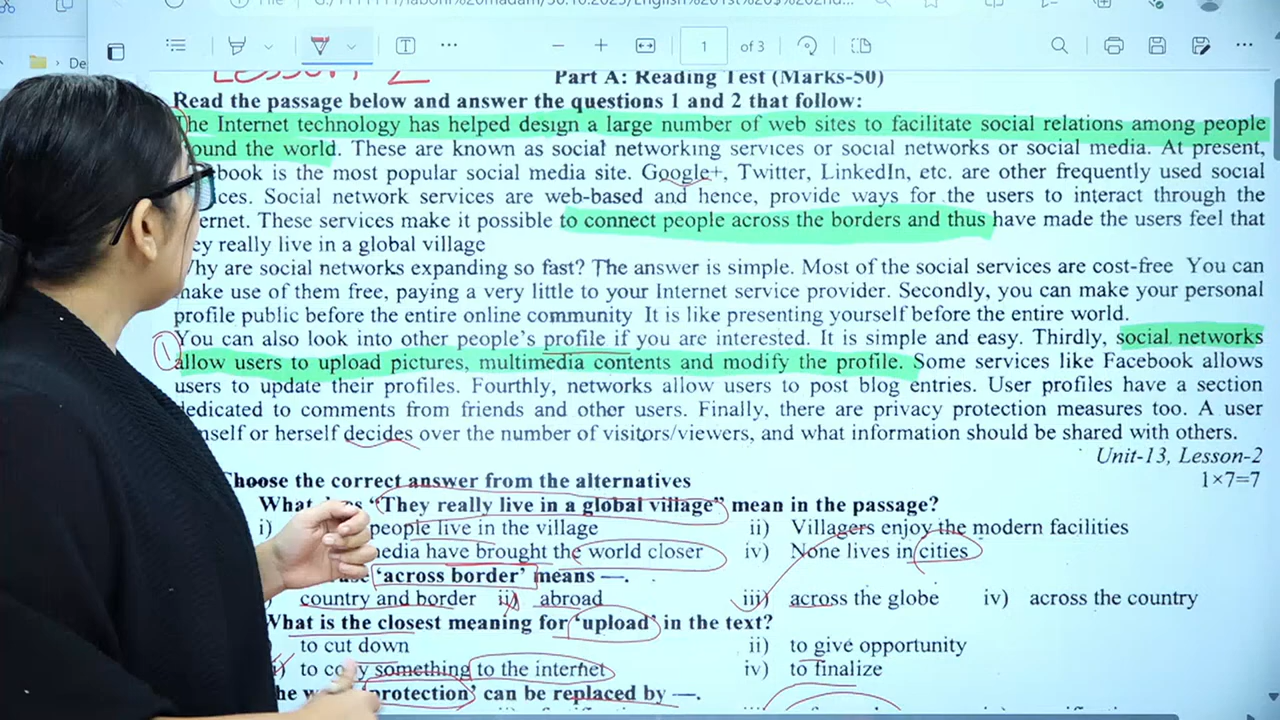 1 of 3
De
LESSON-2
Part A: Reading Test (Marks-50)
Read the passage below and answer the questions 1 and 2 that follow:
The Internet technology has helped design a large number of web sites to facilitate social relations among people
ound the world. These are known as social networking services or social networks or social media. At present,
book is the most popular social media site. Google+, Twitter, LinkedIn, etc. are other frequently used social
ces. Social network services are web-based and hence, provide ways for the users to interact through the
ernet. These services make it possible to connect people across the borders and thus have made the users feel that
ey really live in a global village
Why are social networks expanding so fast? The answer is simple. Most of the social services are cost-free You can
make use of them free, paying a very little to your Internet service provider. Secondly, you can make your personal
profile public before the entire online community It is like presenting yourself before the entire world.
1 You can also look into other people's profile if you are interested. It is simple and easy. Thirdly, social networks
allow users to upload pictures, multimedia contents and modify the profile. Some services like Facebook allows
users to update their profiles. Fourthly, networks allow users to post blog entries. User profiles have a section
dedicated to comments from friends and other users. Finally, there are privacy protection measures too. A user
mself or herself decides over the number of visitors/viewers, and what information should be shared with others.
Unit-13, Lesson-2
Choose the correct answer from the alternatives 1×7=7
What "They really live in a global village" mean in the passage?
i) people live in the village ii) Villagers enjoy the modern facilities
media have brought the world closer iv) None lives in cities
'across border' means —.
country and border ii) abroad iii) across the globe iv) across the country
What is the closest meaning for 'upload' in the text?
to cut down ii) to give opportunity
to copy something to the internet iv) to finalize
'protection' can be replaced by —.